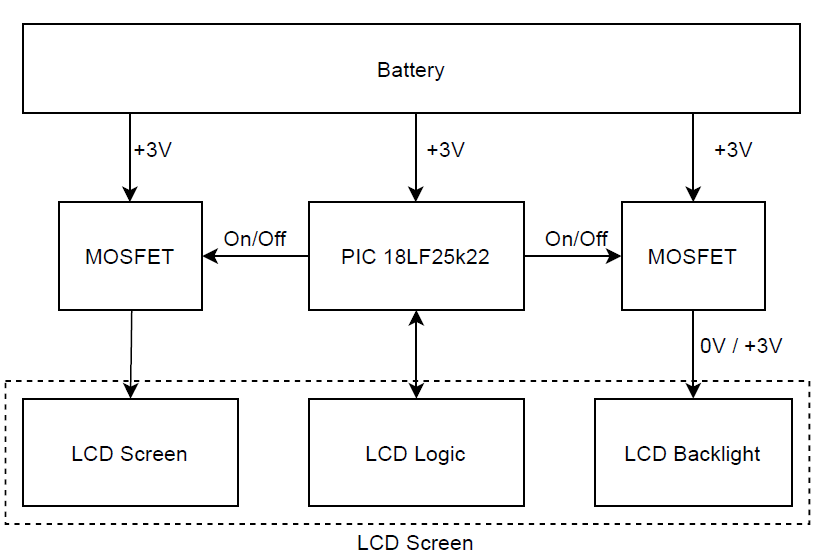 Battery
+3V
+3V
+3V
MOSFET
On/Off
PIC 18LF25k22
On/Off
MOSFET
0V / +3V
LCD Screen
LCD Logic
LCD Backlight
LCD Screen